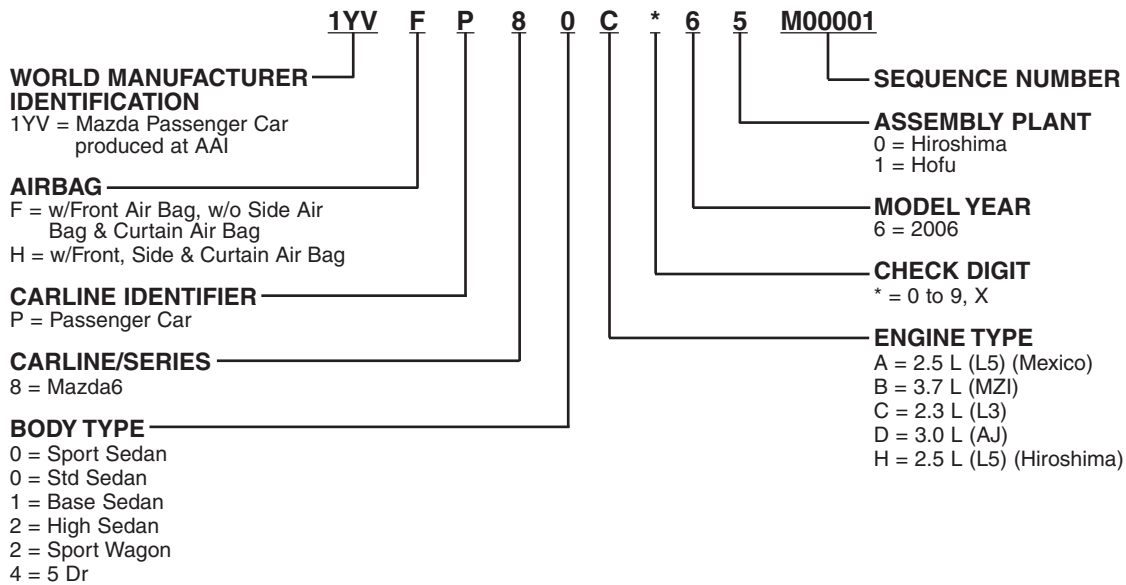 1YV F P 8 0 C * 6 5 M00001
WORLD MANUFACTURER
IDENTIFICATION
1YV = Mazda Passenger Car
produced at AAI
AIRBAG
F = w/Front Air Bag, w/o Side Air
Bag & Curtain Air Bag
H = w/Front, Side & Curtain Air Bag
CARLINE IDENTIFIER
P = Passenger Car
CARLINE/SERIES
8 = Mazda6
BODY TYPE
0 = Sport Sedan
0 = Std Sedan
1 = Base Sedan
2 = High Sedan
2 = Sport Wagon
4 = 5 Dr
SEQUENCE NUMBER
ASSEMBLY PLANT
0 = Hiroshima
1 = Hofu
MODEL YEAR
6 = 2006
CHECK DIGIT
* = 0 to 9, X
ENGINE TYPE
A = 2.5 L (L5) (Mexico)
B = 3.7 L (MZI)
C = 2.3 L (L3)
D = 3.0 L (AJ)
H = 2.5 L (L5) (Hiroshima)